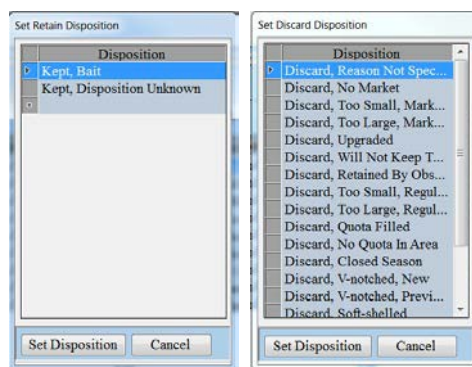 Set Retain Disposition
Disposition
Kept, Bait
Kept, Disposition Unknown
Set Disposition
Cancel
Set Discard Disposition
Disposition
Discard, Reason Not Spec...
Discard, No Market
Discard, Too Small, Mark...
Discard, Too Large, Mark...
Discard, Upgraded
Discard, Will Not Keep T...
Discard, Retained By Obs...
Discard, Too Small, Regul...
Discard, Too Large, Regul...
Discard, Quota Filled
Discard, No Quota In Area
Discard, Closed Season
Discard, V-notched, New
Discard, V-notched, Previ...
Discard, Soft-shelled
Set Disposition
Cancel